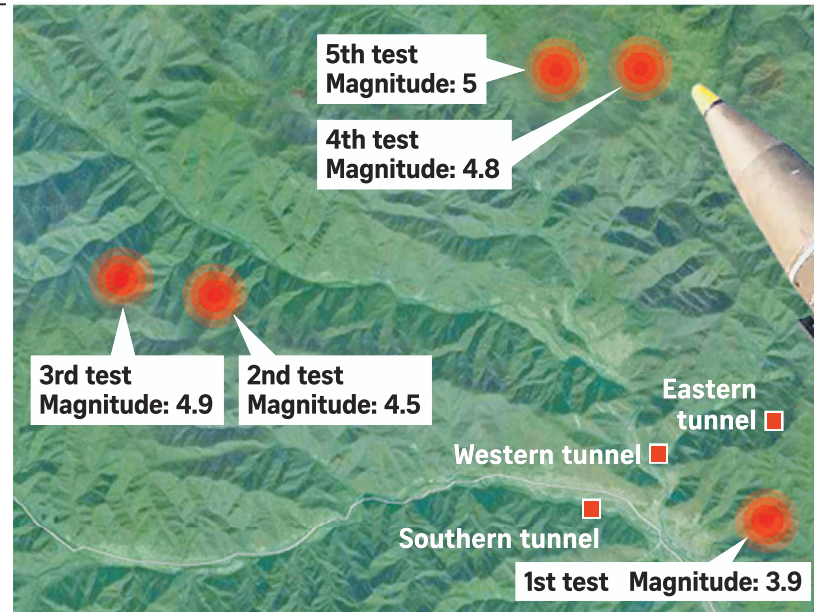 5th test
Magnitude: 5
4th test
Magnitude: 4.8
3rd test
Magnitude: 4.9
2nd test
Magnitude: 4.5
Eastern
tunnel
Western tunnel
Southern tunnel
1st test Magnitude: 3.9